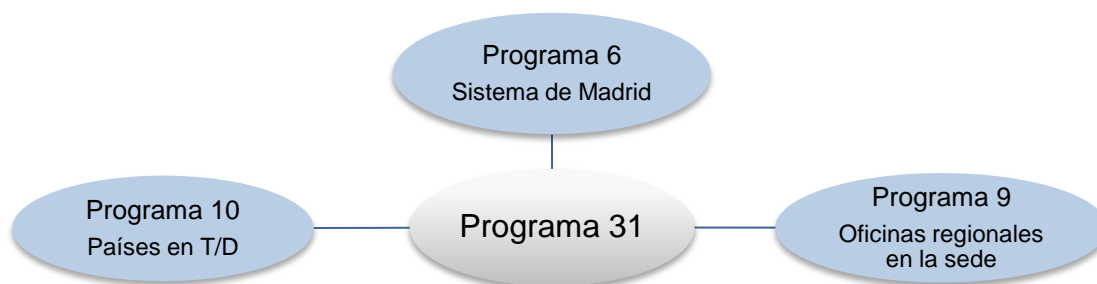 Programa 6
Sistema de Madrid
Programa 10
Países en T/D
Programa 31
Programa 9
Oficinas regionales
en la sede